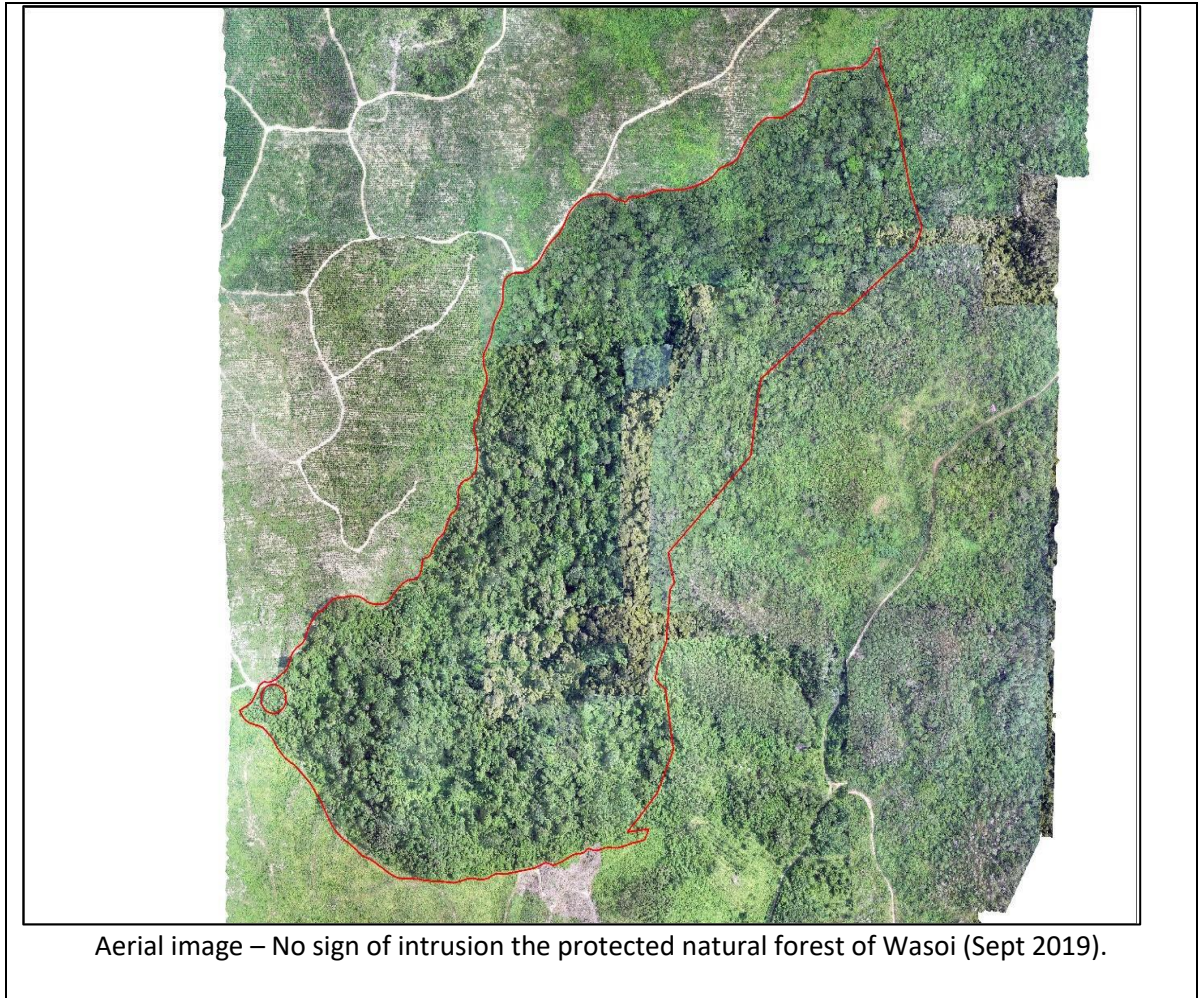 Aerial image – No sign of intrusion the protected natural forest of Wasoi (Sept 2019).